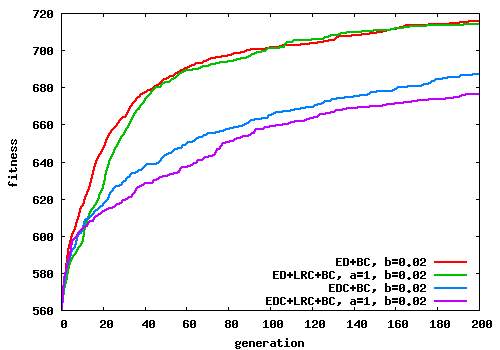 720
700
680
660
640
620
600
580
560
fitness
ED+BC, b=0.02
ED+LRC+BC, a=1, b=0.02
EDC+BC, b=0.02
EDC+LRC+BC, a=1, b=0.02
0 20 40 60 80 100 120 140 160 180 200
generation